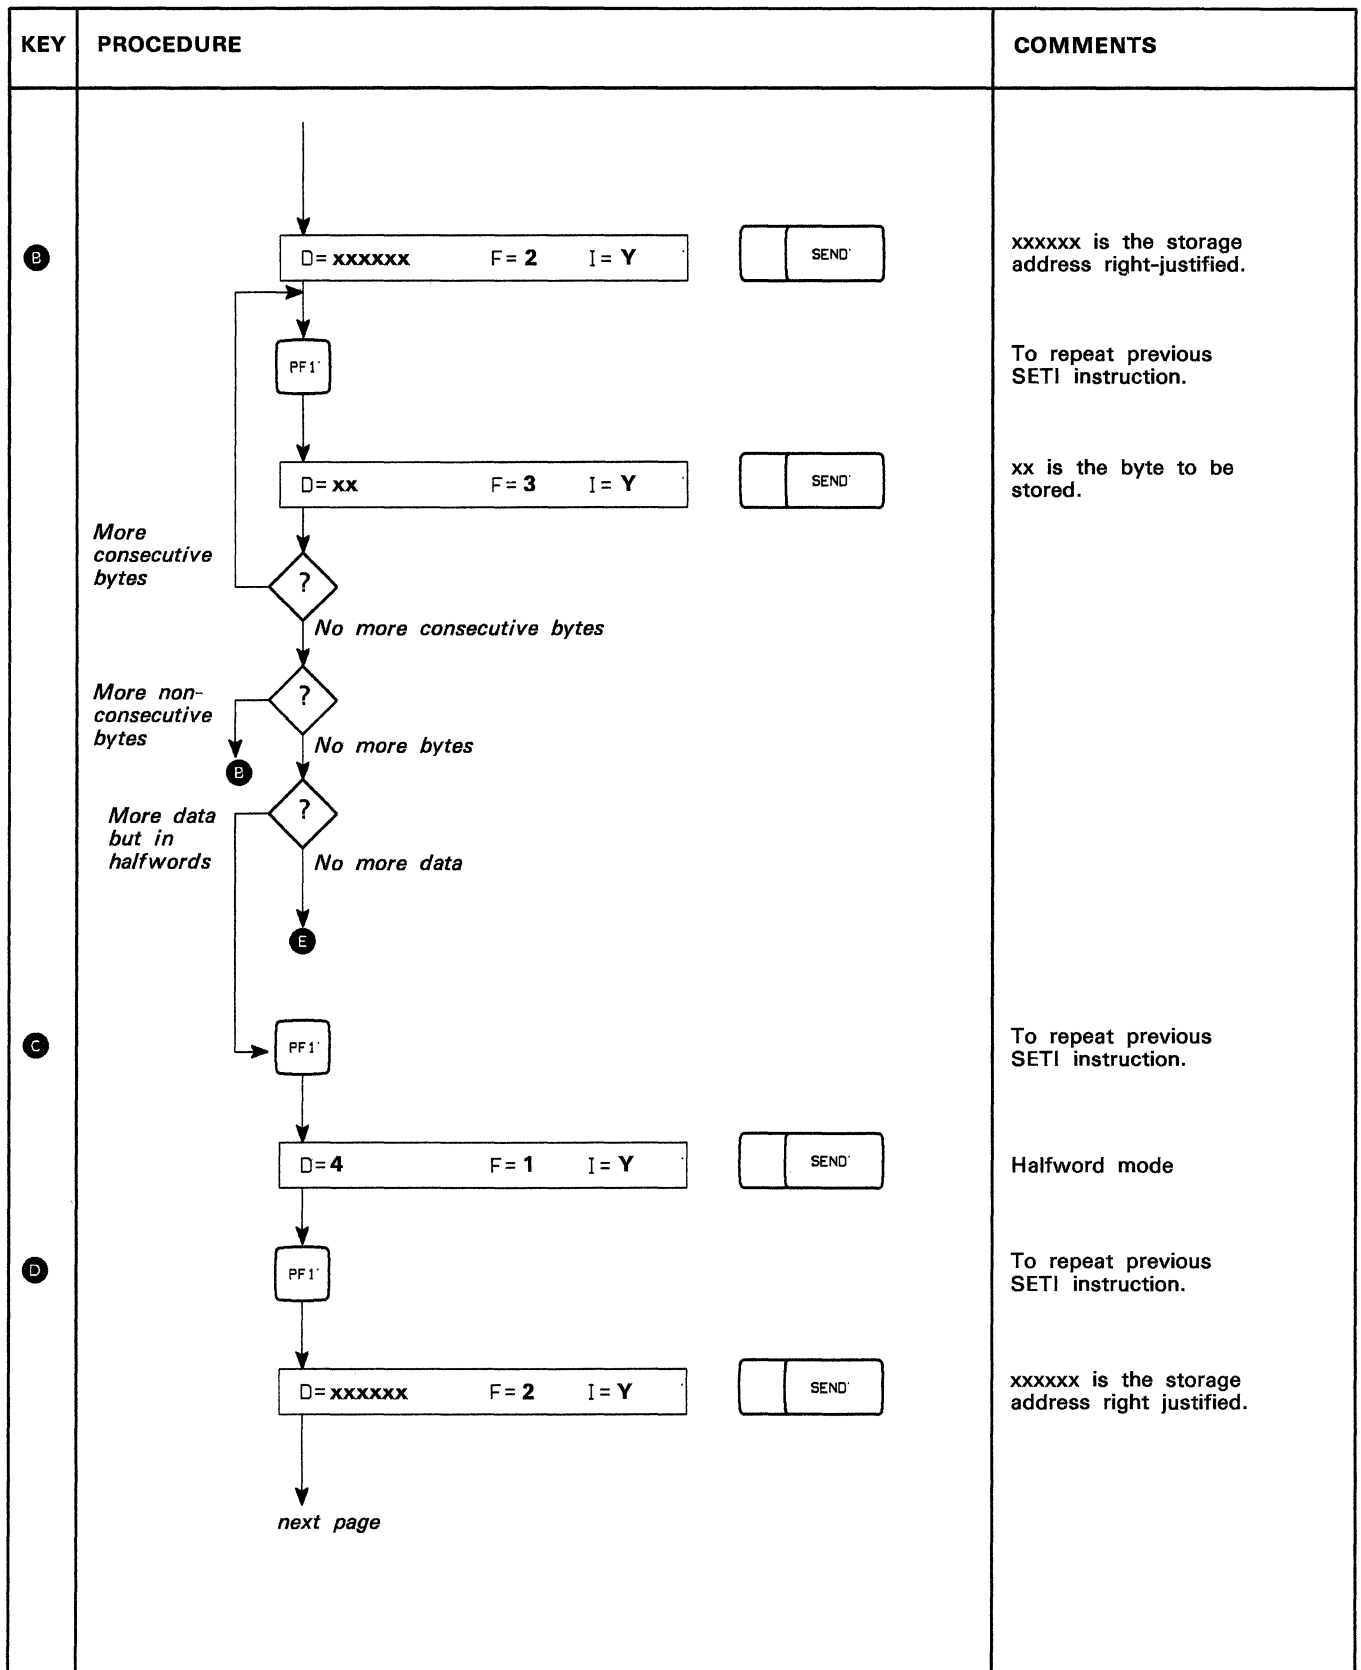 KEY PROCEDURE COMMENTS
B D= xxxxxx F= 2 I= Y SEND xxxxxx is the storage
address right-justified.
PF1 To repeat previous
SETI instruction.
D= xx F= 3 I= Y SEND xx is the byte to be
stored.
More
consecutive
bytes
?
No more consecutive bytes
More non-
consecutive
bytes
?
No more bytes
B
More data
but in
halfwords
?
No more data
E
C PF1 To repeat previous
SETI instruction.
D= 4 F= 1 I= Y SEND Halfword mode
D PF1 To repeat previous
SETI instruction.
D= xxxxxx F= 2 I= Y SEND xxxxxx is the storage
address right justified.
next page